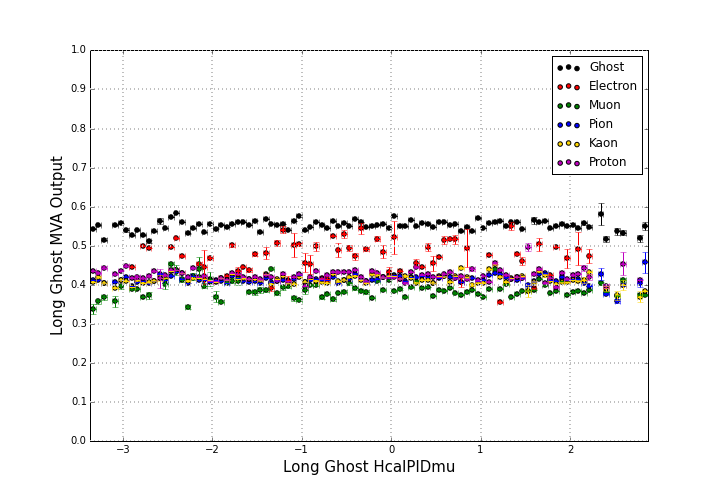 1.0
0.9
0.8
0.7
0.6
0.5
0.4
0.3
0.2
0.1
0.0
Long Ghost MVA Output
Ghost
Electron
Muon
Pion
Kaon
Proton
−3 −2 −1 0 1 2
Long Ghost HcalPIDmu